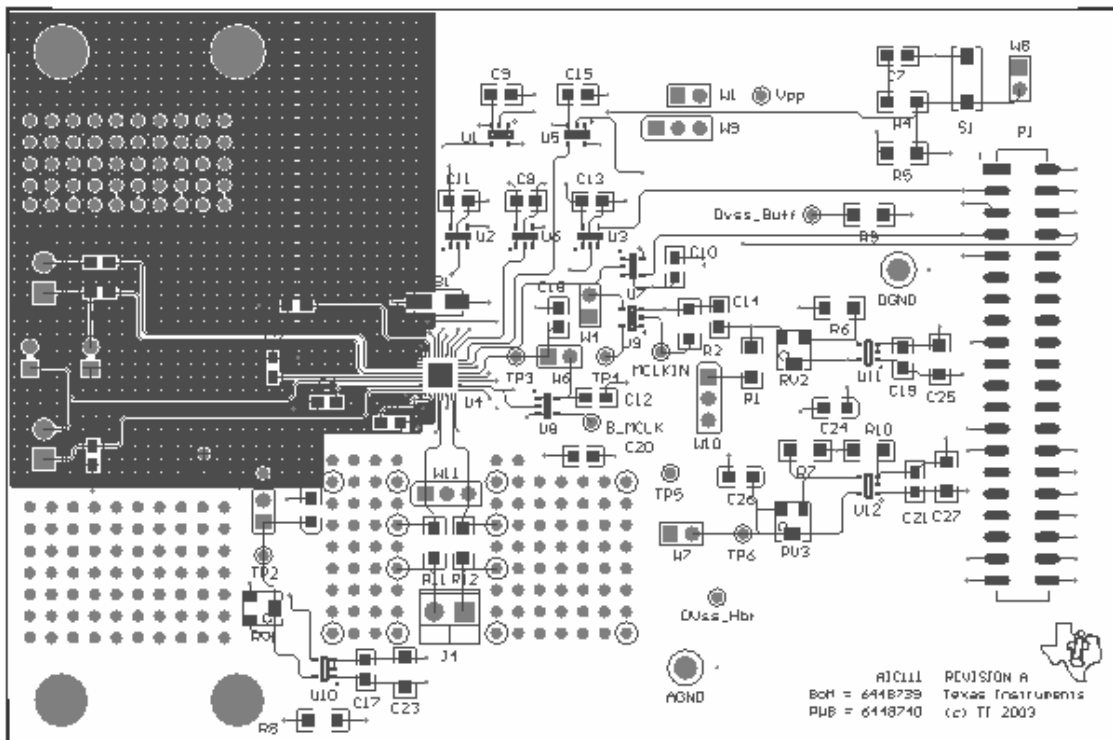 C9
C15
W1
Vpp
W9
U1
U5
C7
W4
S1
W8
P1
R5
C11
C8
C13
U2
U6
U3
Dvss_Buff
R9
C10
DGND
C18
U7
C14
W4
U9
R2
R6
TP3
W6
TP4
MCLKIN
R1
RV2
U11
C19
C25
U4
U8
C12
B_MCLK
C20
W10
C24
R10
R7
W11
TP5
C26
U12
C21
C27
W7
TP6
RV3
TP2
R11
R12
DVss_Hbr
J4
AGND
U10
C17
C23
R8
AIC111 REVISION A
BoM = 6448739 Texas Instruments
PWB = 6448740 (c) TI 2003